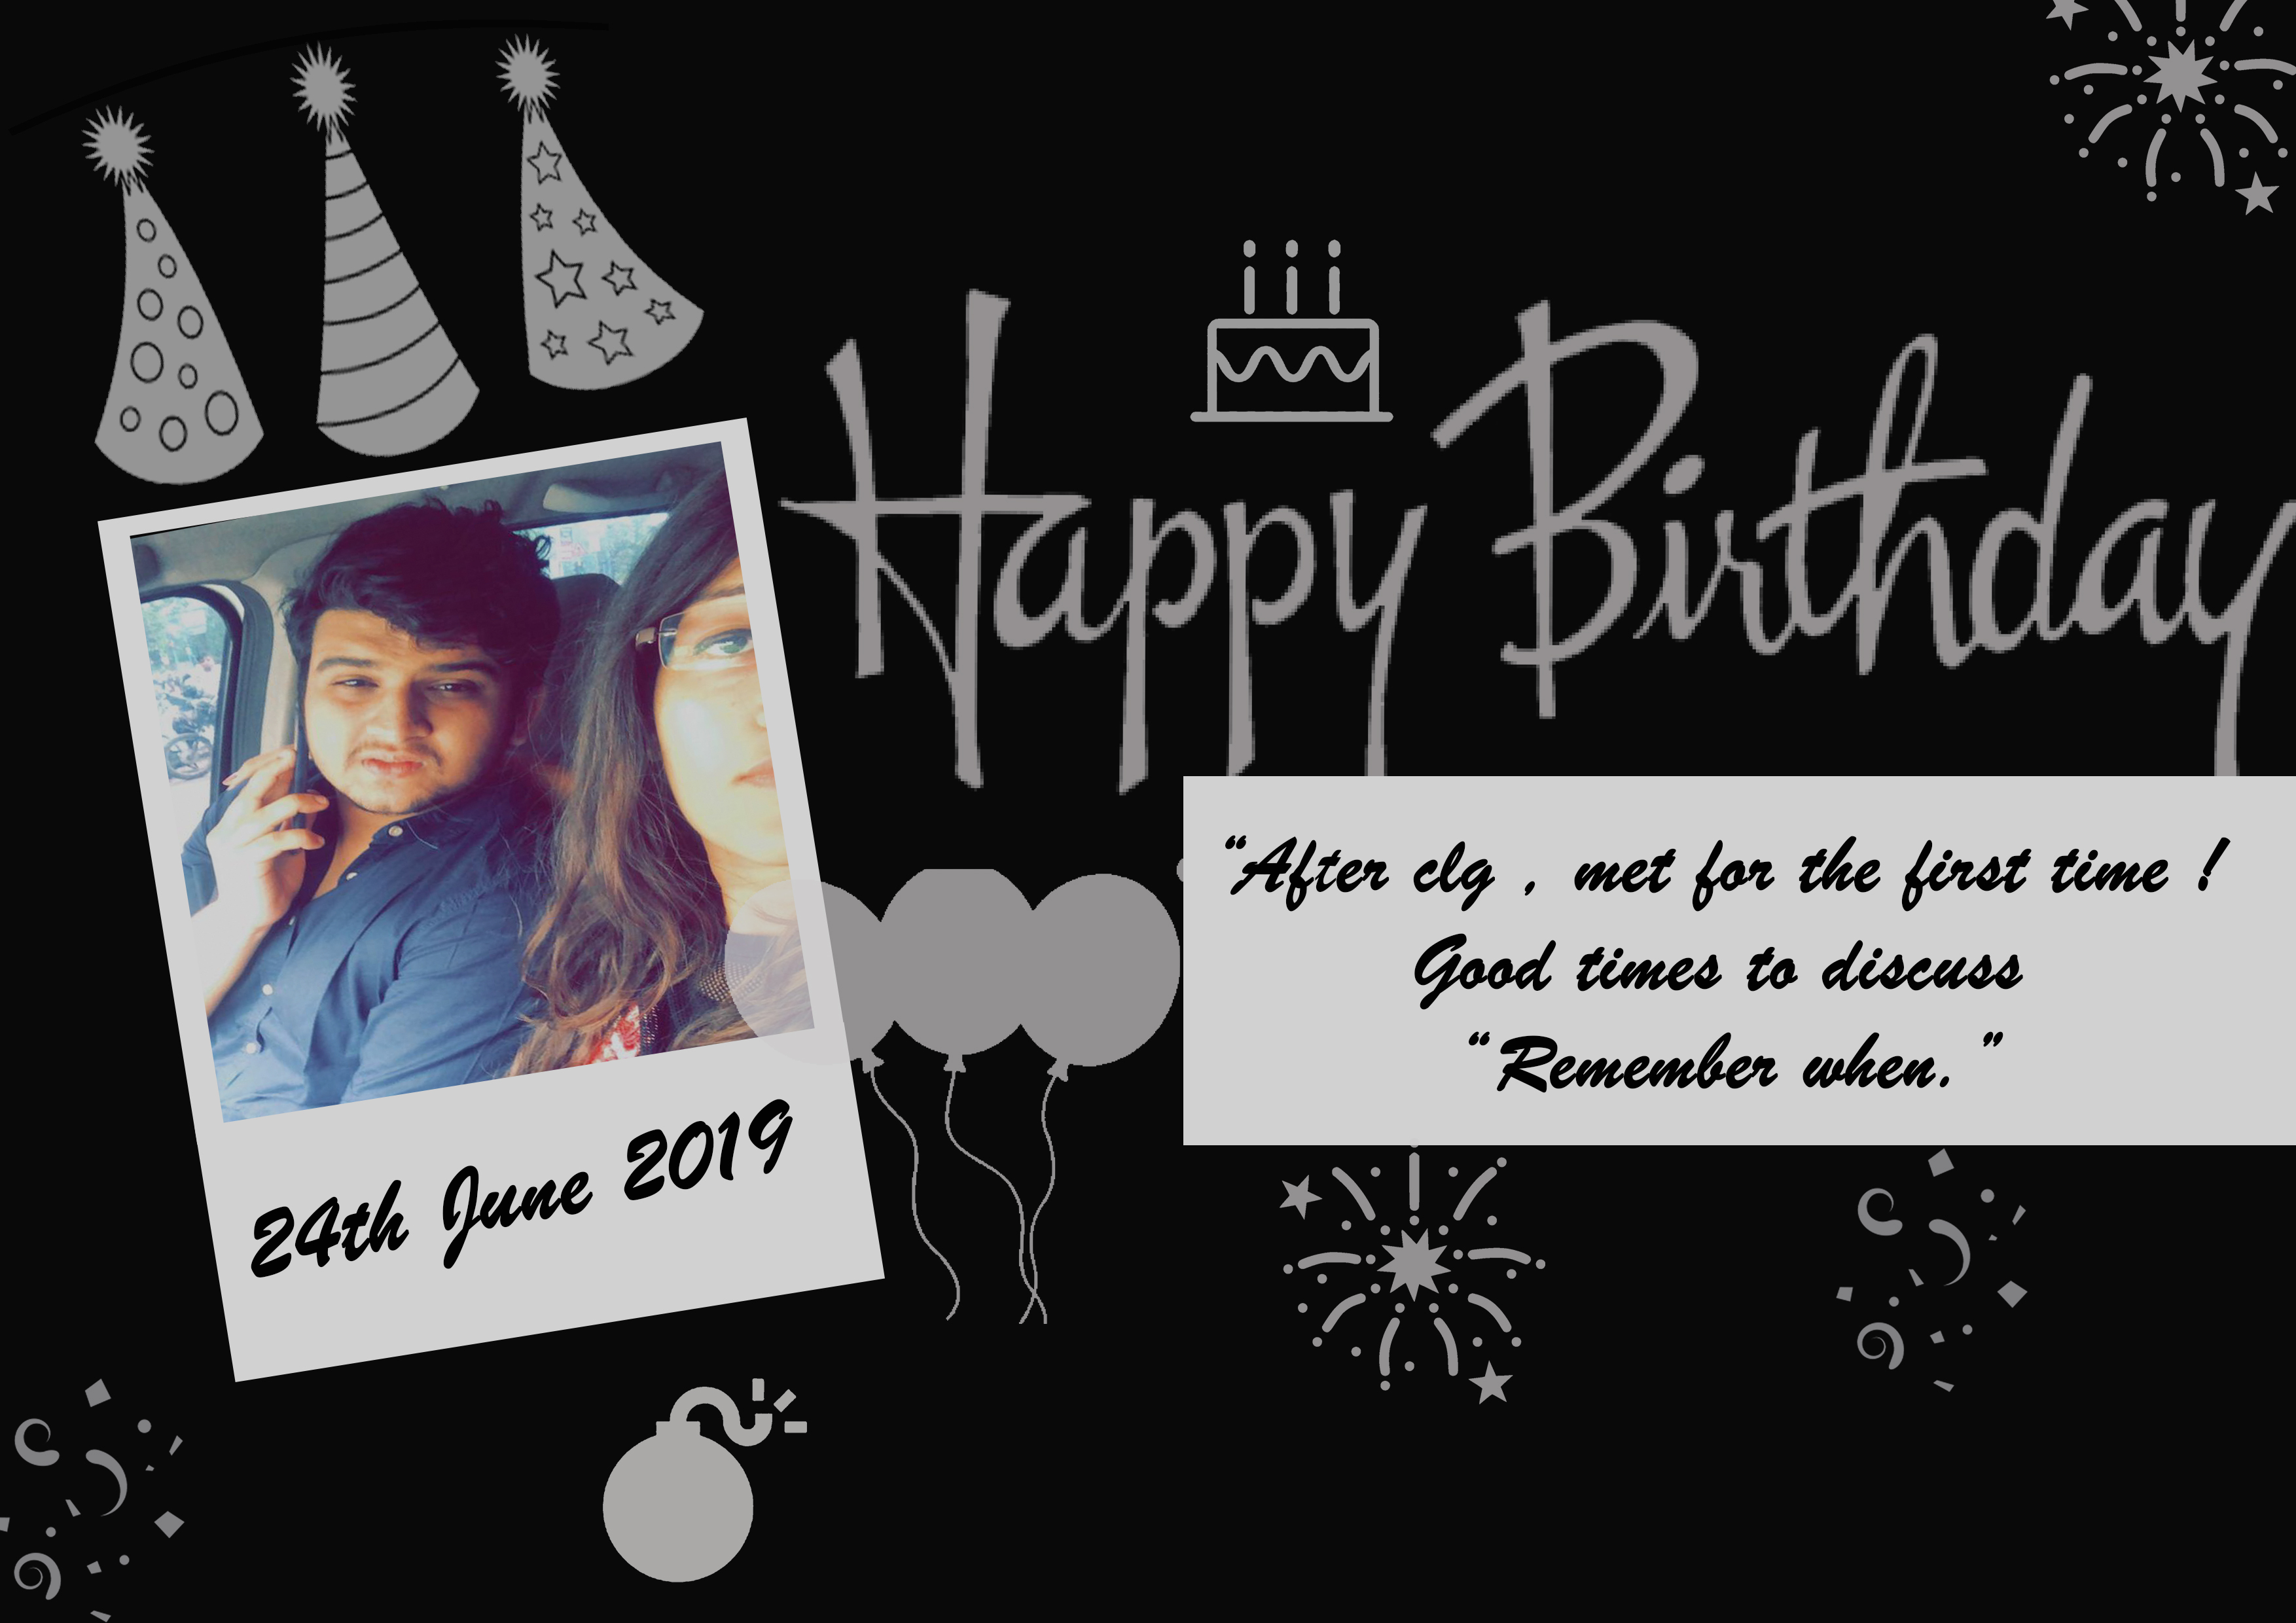 Happy Birthday
“After clg , met for the first time !
Good times to discuss
“Remember when. ”
24th June 2019